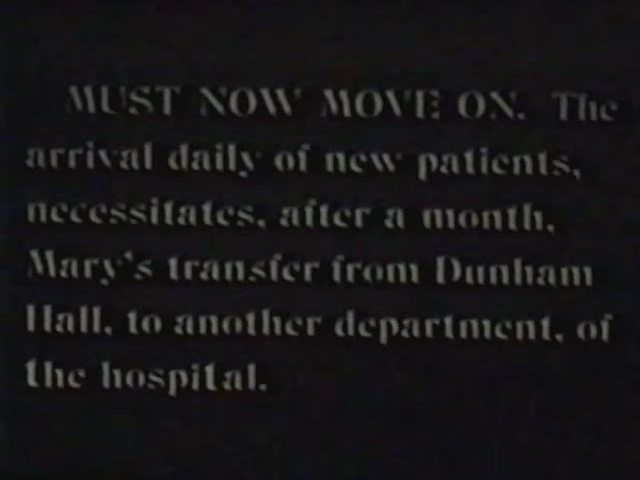 MUST NOW MOVE ON. The
arrival daily of new patients,
necessitates, after a month,
Mary's transfer from Dunham
Hall, to another department, of
the hospital.